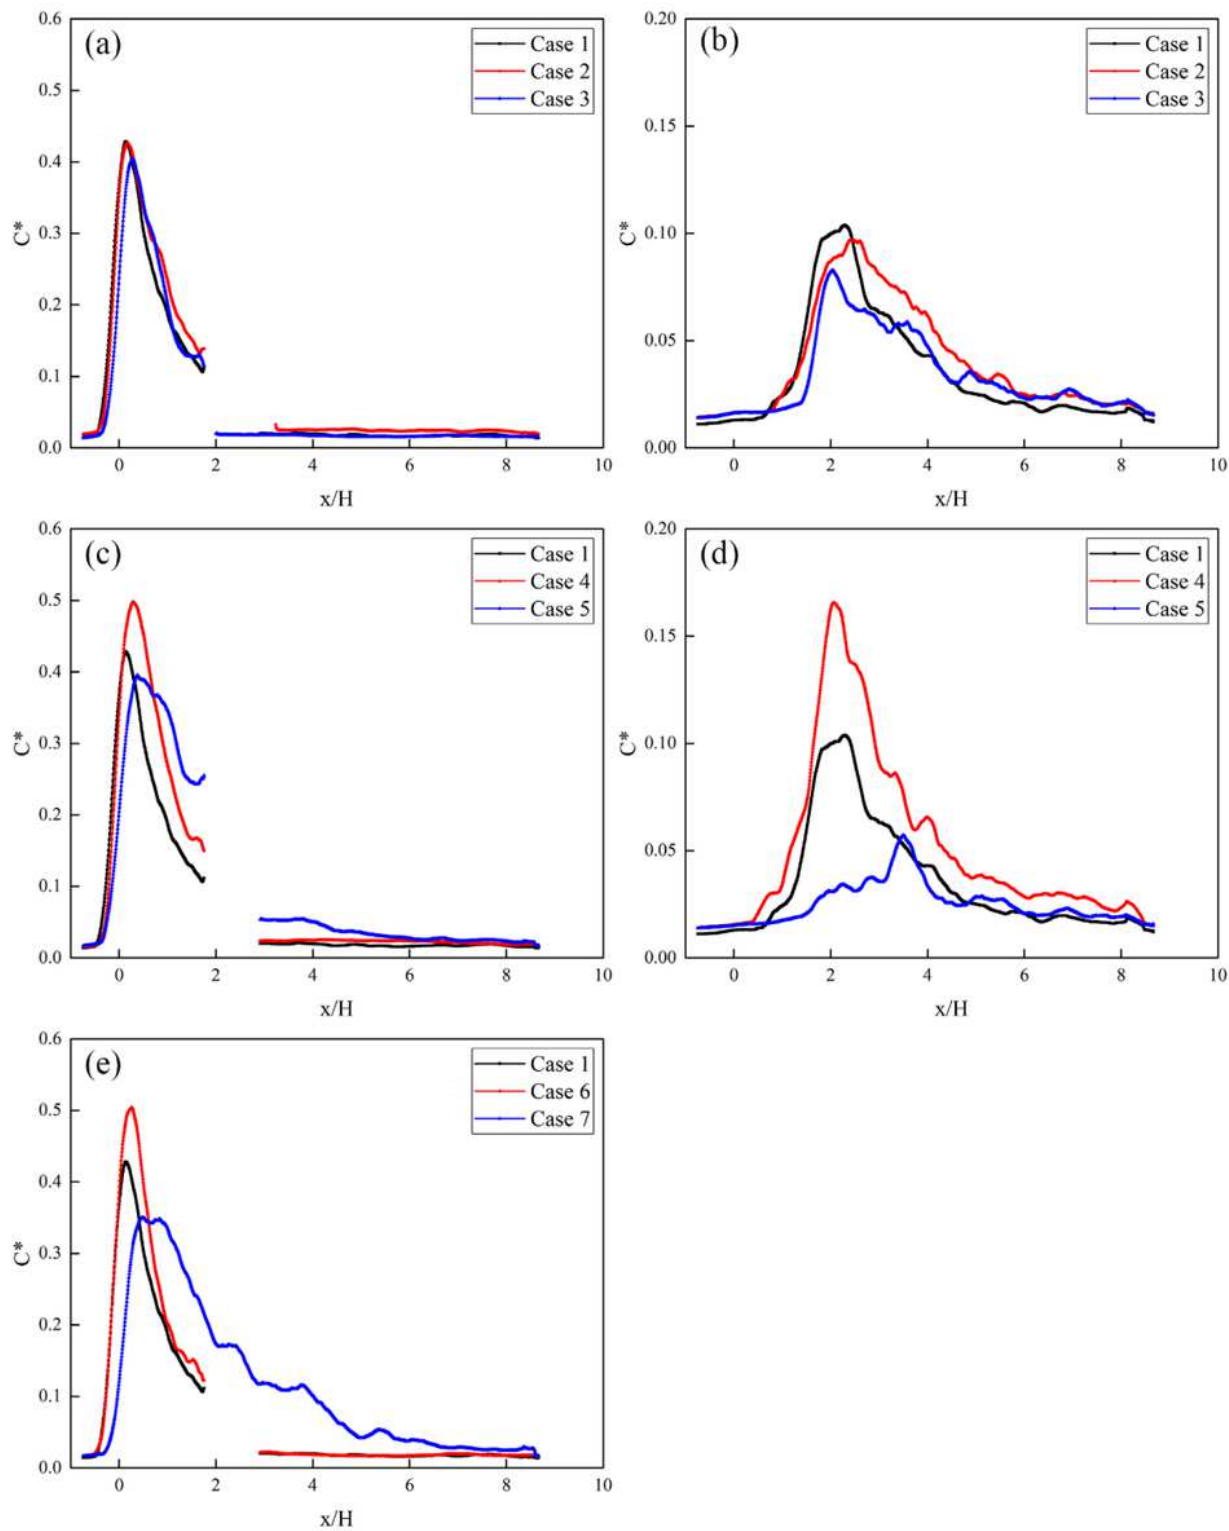 (a)
Case 1
Case 2
Case 3
0.6
0.5
0.4
0.3
0.2
0.1
0.0
C*
0 2 4 6 8 10
x/H
(b)
Case 1
Case 2
Case 3
0.20
0.15
0.10
0.05
0.00
C*
0 2 4 6 8 10
x/H
(c)
Case 1
Case 4
Case 5
0.6
0.5
0.4
0.3
0.2
0.1
0.0
C*
0 2 4 6 8 10
x/H
(d)
Case 1
Case 4
Case 5
0.20
0.15
0.10
0.05
0.00
C*
0 2 4 6 8 10
x/H
(e)
Case 1
Case 6
Case 7
0.6
0.5
0.4
0.3
0.2
0.1
0.0
C*
0 2 4 6 8 10
x/H